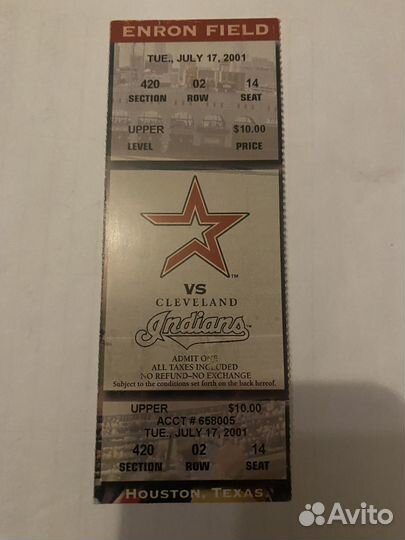 ENRON FIELD
TUE., JULY 17, 2001
420 02 14
SECTION ROW SEAT
UPPER $10.00
LEVEL PRICE
TM
VS
CLEVELAND
Indians TM
ADMIT ONE
ALL TAXES INCLUDED
NO REFUND–NO EXCHANGE
Subject to the conditions set forth on the back hereof.
UPPER $10.00
ACCT # 658005
TUE., JULY 17, 2001
420 02 14
SECTION ROW SEAT
HOUSTON, TEXAS
Avito